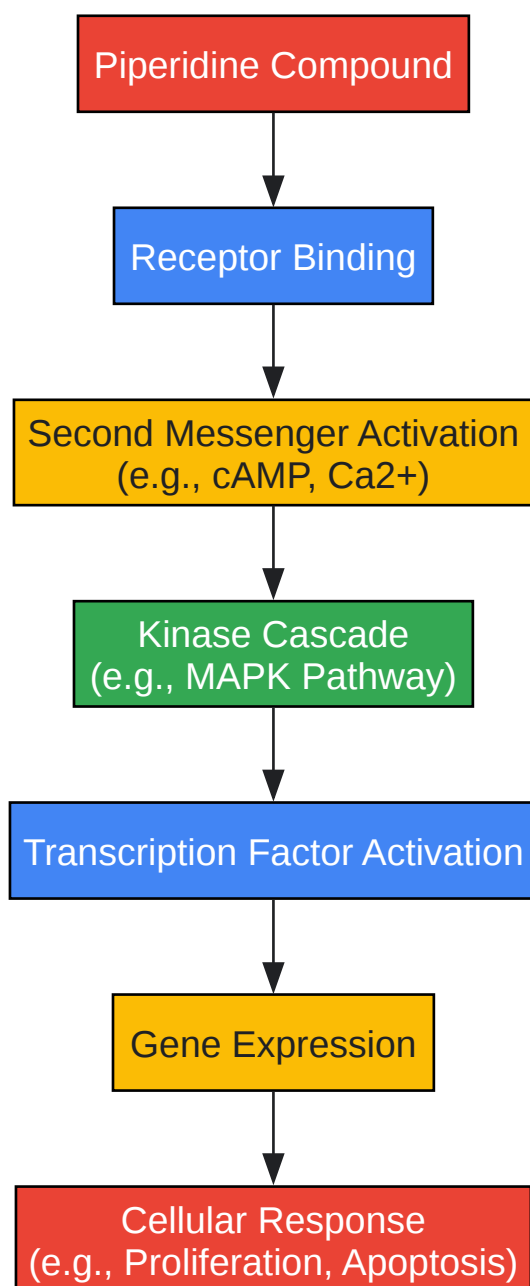 Piperidine Compound
Receptor Binding
Second Messenger Activation
(e.g., cAMP, Ca2+)
Kinase Cascade
(e.g., MAPK Pathway)
Transcription Factor Activation
Gene Expression
Cellular Response
(e.g., Proliferation, Apoptosis)